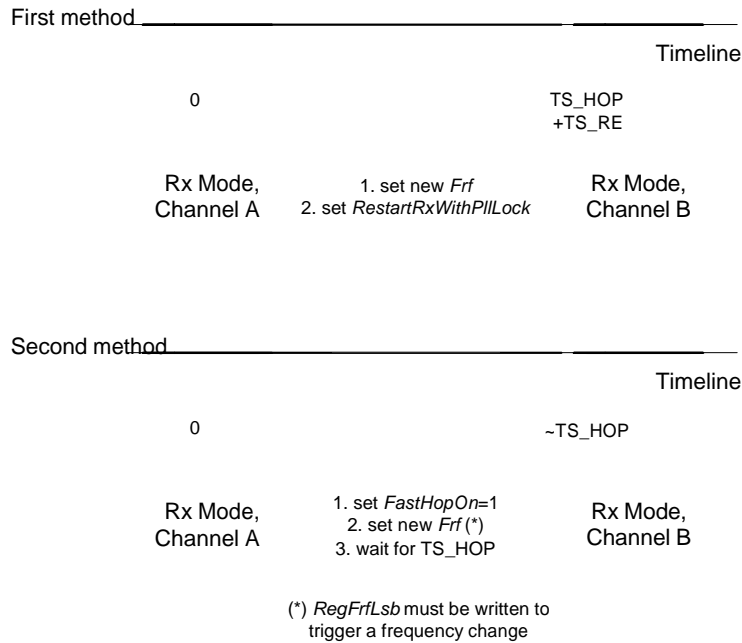 First method
Timeline
0
TS_HOP
+TS_RE
Rx Mode,
Channel A
1. set new Frf
2. set RestartRxWithPllLock
Rx Mode,
Channel B
Second method
Timeline
0
~TS_HOP
Rx Mode,
Channel A
1. set FastHopOn=1
2. set new Frf (*)
3. wait for TS_HOP
Rx Mode,
Channel B
(*) RegFrfLsb must be written to
trigger a frequency change